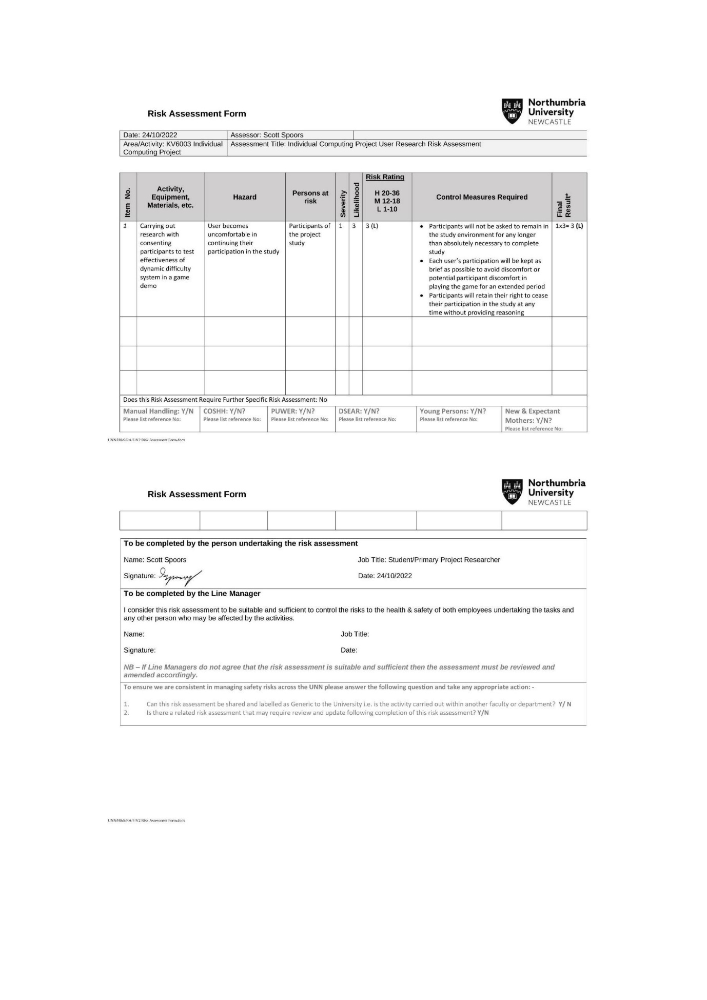 Risk Assessment Form
Northumbria
University
NEWCASTLE
Date: 24/10/2022
Assessor: Scott Spoors
Area/Activity: KV6003 Individual
Computing Project
Assessment Title: Individual Computing Project User Research Risk Assessment
Item No.
Activity,
Equipment,
Materials, etc.
Hazard
Persons at
risk
Severity
Likelihood
Risk Rating
H 20-36
M 12-18
L 1-10
Control Measures Required
Final
Result*
1
Carrying out
research with
consenting
participants to test
effectiveness of
dynamic difficulty
system in a game
demo
User becomes
uncomfortable in
continuing their
participation in the study
Participants of
the project
study
1
3
3 (L)
• Participants will not be asked to remain in
the study environment for any longer
than absolutely necessary to complete
study
• Each user’s participation will be kept as
brief as possible to avoid discomfort or
potential participant discomfort in
playing the game for an extended period
• Participants will retain their right to cease
their participation in the study at any
time without providing reasoning
1x3= 3 (L)
Does this Risk Assessment Require Further Specific Risk Assessment: No
Manual Handling: Y/N
Please list reference No:
COSHH: Y/N?
Please list reference No:
PUWER: Y/N?
Please list reference No:
DSEAR: Y/N?
Please list reference No:
Young Persons: Y/N?
Please list reference No:
New & Expectant
Mothers: Y/N?
Please list reference No:
UNN/H&S/RA/F/V2 Risk Assessment Form.docx
Risk Assessment Form
Northumbria
University
NEWCASTLE
To be completed by the person undertaking the risk assessment
Name: Scott Spoors
Job Title: Student/Primary Project Researcher
Signature:
Date: 24/10/2022
To be completed by the Line Manager
I consider this risk assessment to be suitable and sufficient to control the risks to the health & safety of both employees undertaking the tasks and
any other person who may be affected by the activities.
Name:
Job Title:
Signature:
Date:
NB – If Line Managers do not agree that the risk assessment is suitable and sufficient then the assessment must be reviewed and
amended accordingly.
To ensure we are consistent in managing safety risks across the UNN please answer the following question and take any appropriate action: -
1. Can this risk assessment be shared and labelled as Generic to the University i.e. is the activity carried out within another faculty or department? Y/ N
2. Is there a related risk assessment that may require review and update following completion of this risk assessment? Y/N
UNN/H&S/RA/F/V2 Risk Assessment Form.docx